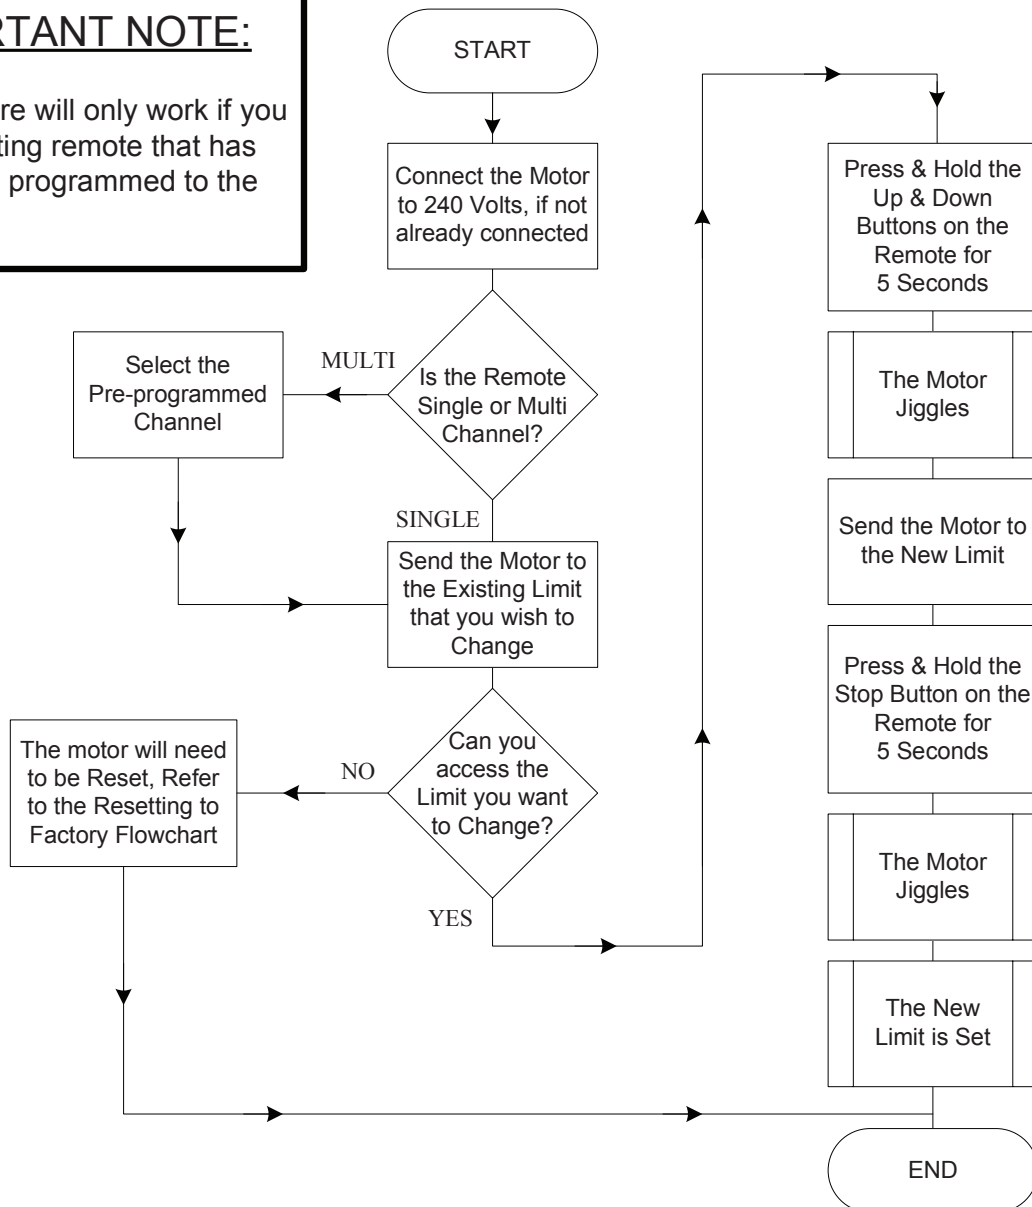 RTANT NOTE:
re will only work if you
ting remote that has
programmed to the
START
Connect the Motor
to 240 Volts, if not
already connected
Is the Remote
Single or Multi
Channel?
MULTI
Select the
Pre-programmed
Channel
SINGLE
Send the Motor to
the Existing Limit
that you wish to
Change
Can you
access the
Limit you want
to Change?
NO
The motor will need
to be Reset, Refer
to the Resetting to
Factory Flowchart
YES
Press & Hold the
Up & Down
Buttons on the
Remote for
5 Seconds
The Motor
Jiggles
Send the Motor to
the New Limit
Press & Hold the
Stop Button on the
Remote for
5 Seconds
The Motor
Jiggles
The New
Limit is Set
END